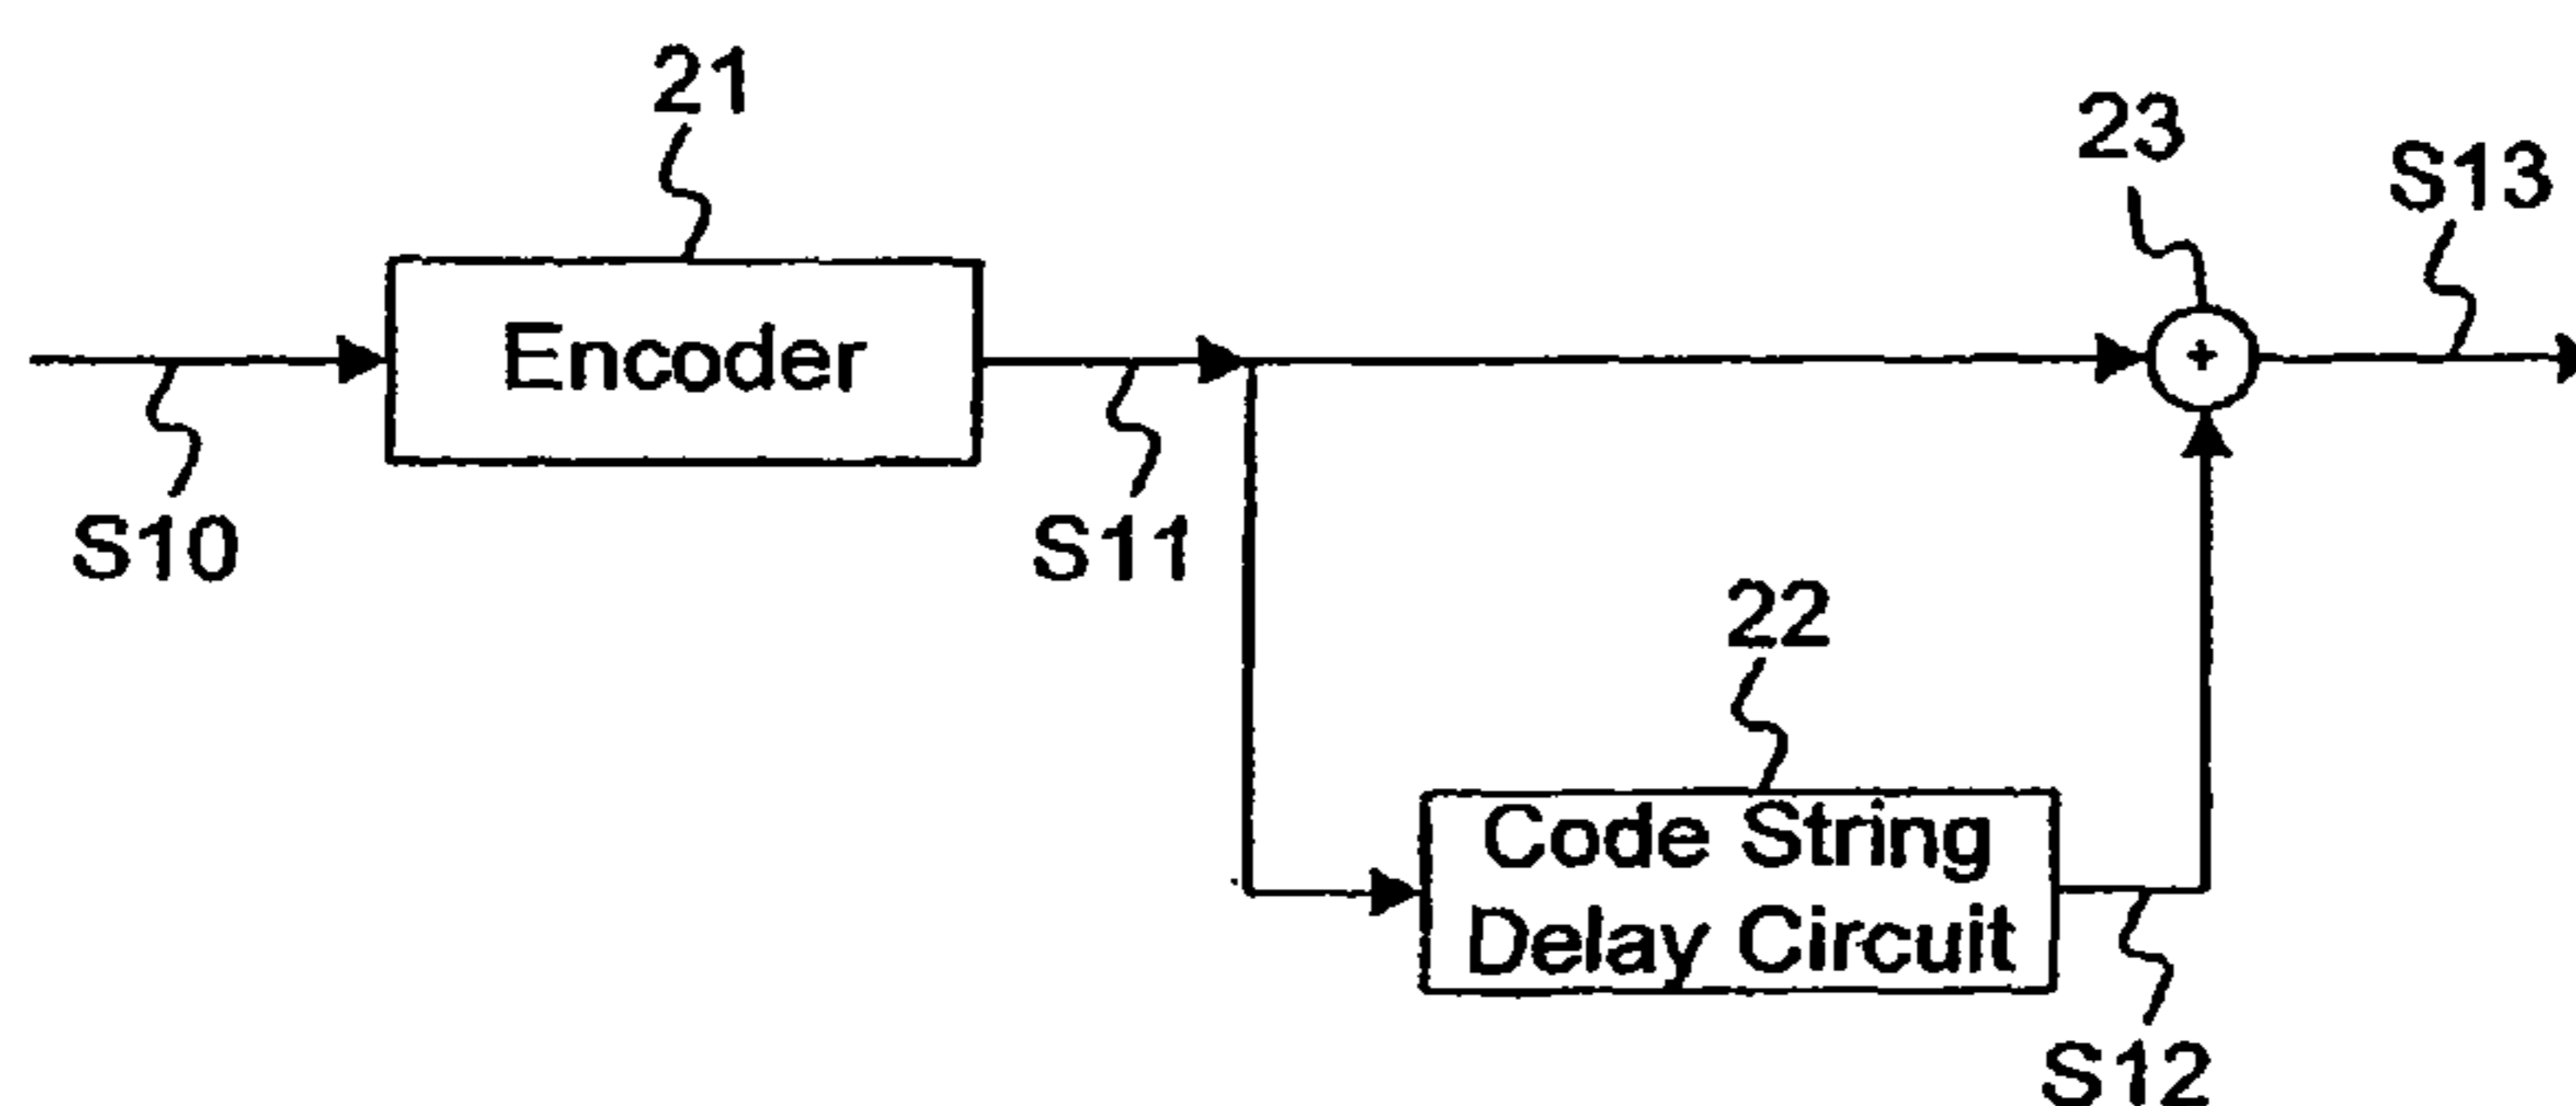 21
23
S13
Encoder
+
S10
S11
22
Code String
Delay Circuit
S12